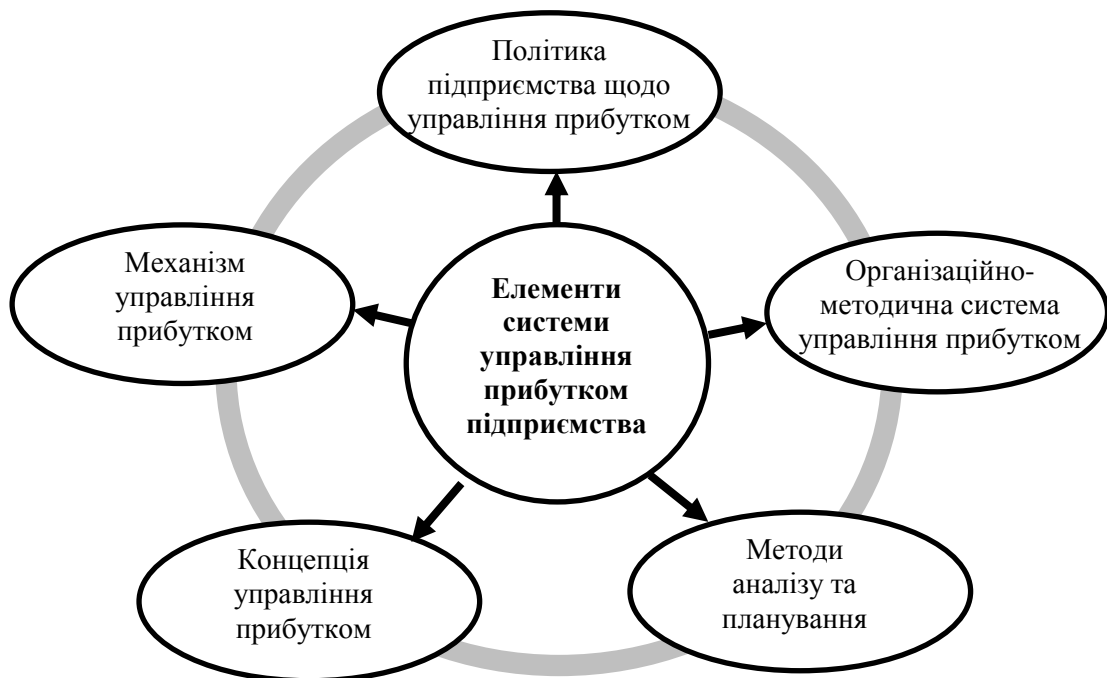 Політика
підприємства щодо
управління прибутком
Механізм
управління
прибутком
Елементи
системи
управління
прибутком
підприємства
Організаційно-
методична система
управління прибутком
Концепція
управління
прибутком
Методи
аналізу та
планування